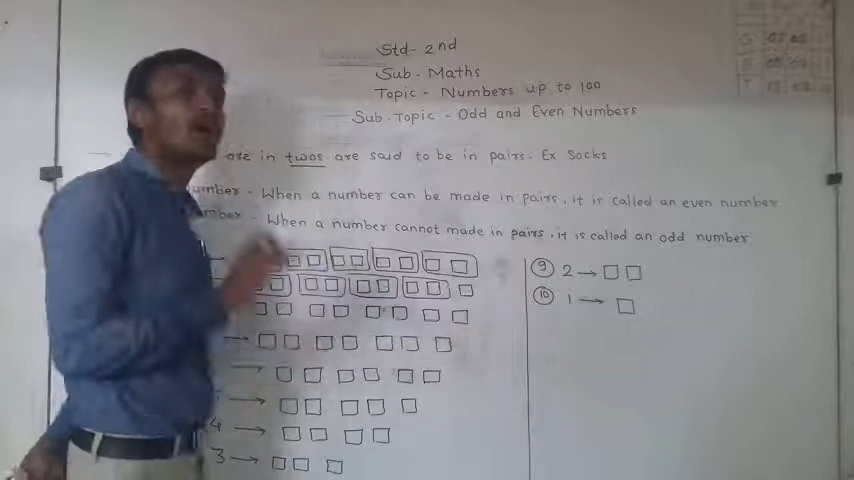 Std- 2nd
Sub- Maths
Topic - Numbers up to 100
Sub-Topic - Odd and Even Numbers
are in twos are said to be in pairs. Ex Socks
umber - When a number can be made in pairs, it is called an even number
umber - When a number cannot made in pairs, it is called an odd number
4 →
3 →
9 2 →
10 1 →